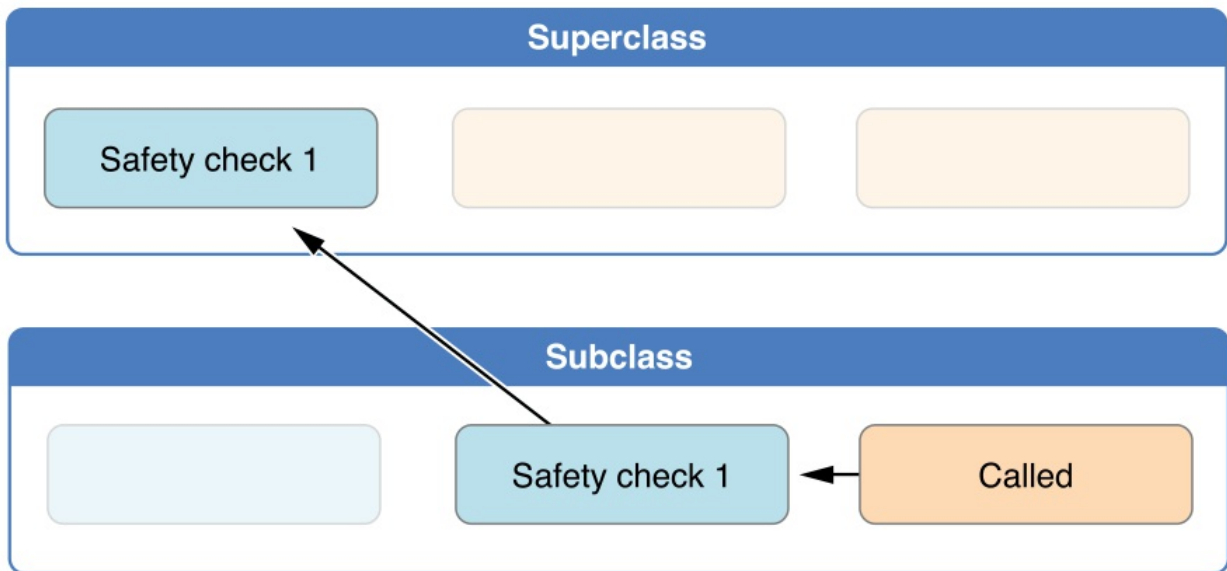 Superclass
Safety check 1
Subclass
Safety check 1
Called